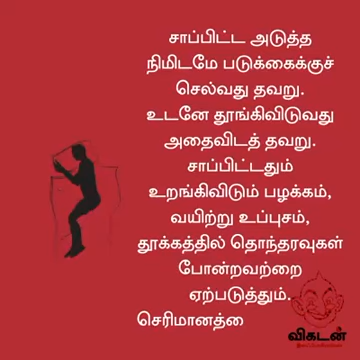 சாப்பிட்ட அடுத்த
நிமிடமே படுக்கைக்குச்
செல்வது தவறு.
உடனே தூங்கிவிடுவது
அதைவிடத் தவறு.
சாப்பிட்டதும்
உறங்கிவிடும் பழக்கம்,
வயிற்று உப்புசம்,
தூக்கத்தில் தொந்தரவுகள்
போன்றவற்றை
ஏற்படுத்தும்.
செரிமானத்தை
விகடன்